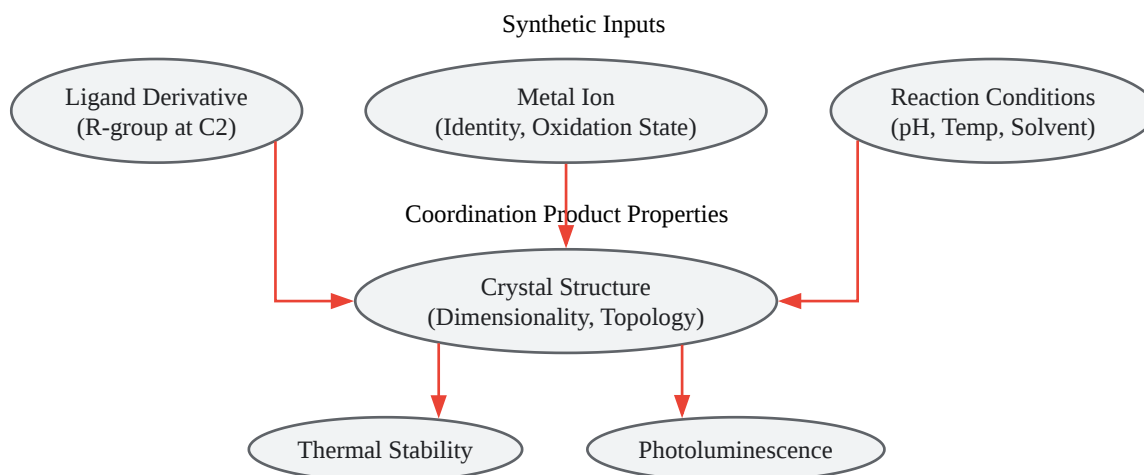 Synthetic Inputs
Ligand Derivative
(R-group at C2)
Metal Ion
(Identity, Oxidation State)
Reaction Conditions
(pH, Temp, Solvent)
Coordination Product Properties
Crystal Structure
(Dimensionality, Topology)
Thermal Stability
Photoluminescence